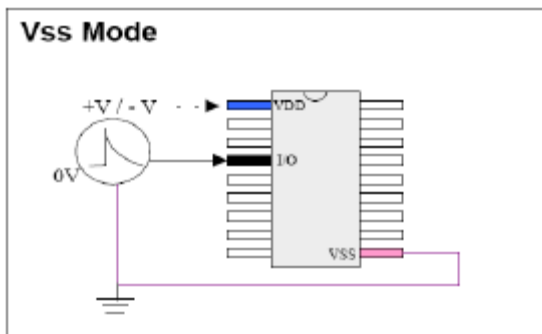 Vss Mode
+V / - V
VDD
I/O
0V
VSS